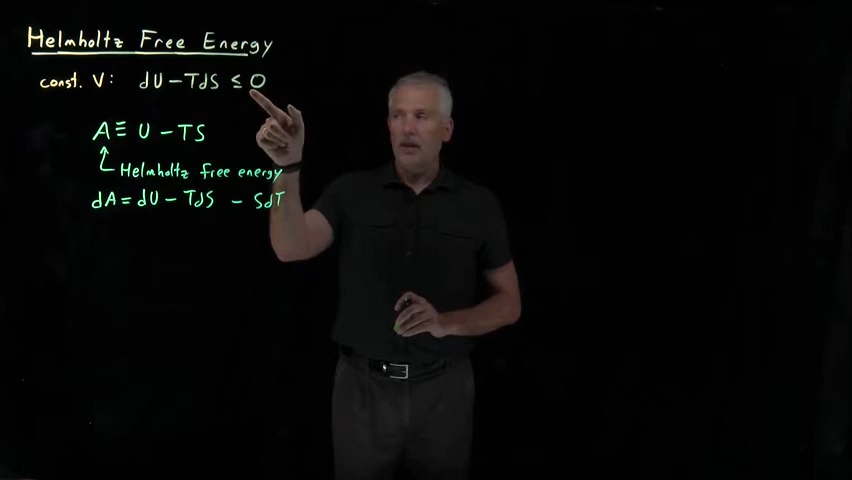 Helmholtz Free Energy
const. V: dU - TdS ≤ 0
A ≡ U - TS
Helmholtz free energy
dA = dU - TdS - SdT